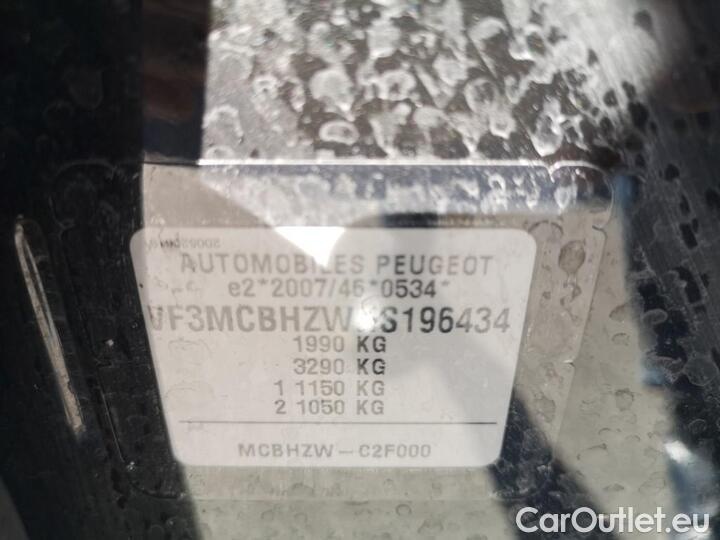 AUTOMOBILES PEUGEOT
e2*2007/46*0534*
1990 KG
3290 KG
1 1150 KG
2 1050 KG
MCBHZW-C2F000
CarOutlet.eu